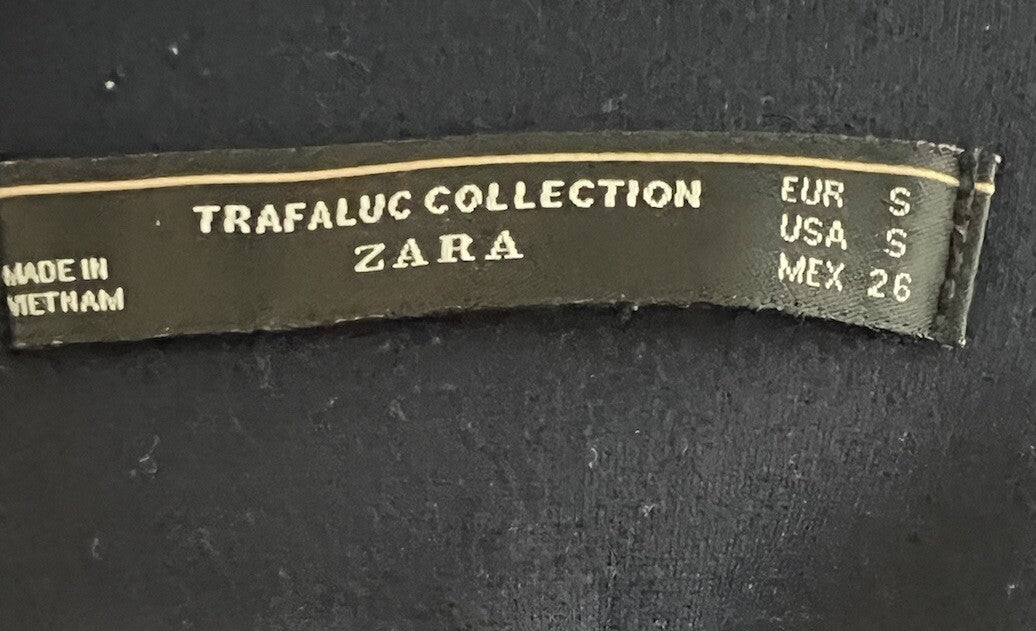 TRAFALUC COLLECTION
ZARA
MADE IN
VIETNAM
EUR S
USA S
MEX 26